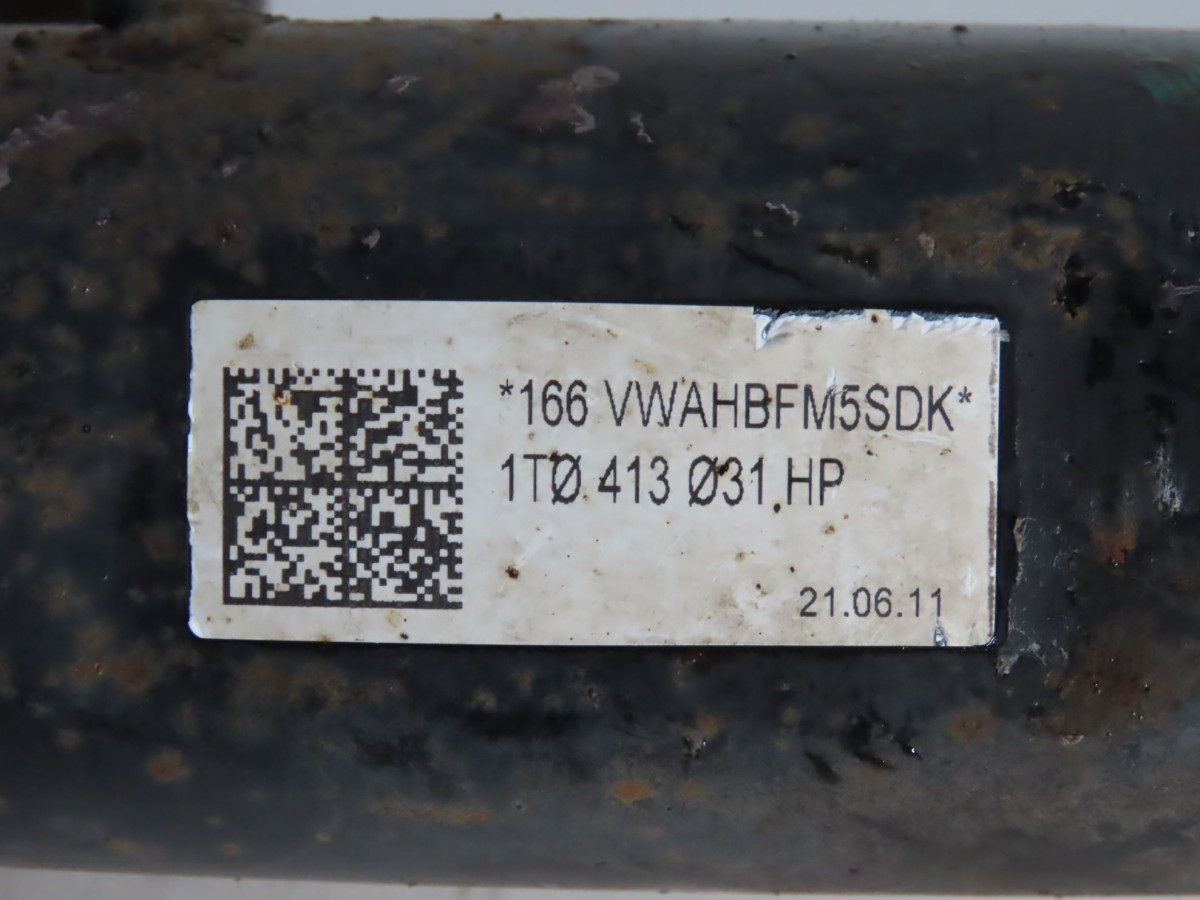 *166 VWAHBFM5SDK*
1TØ 413 Ø31 HP
21.06.11